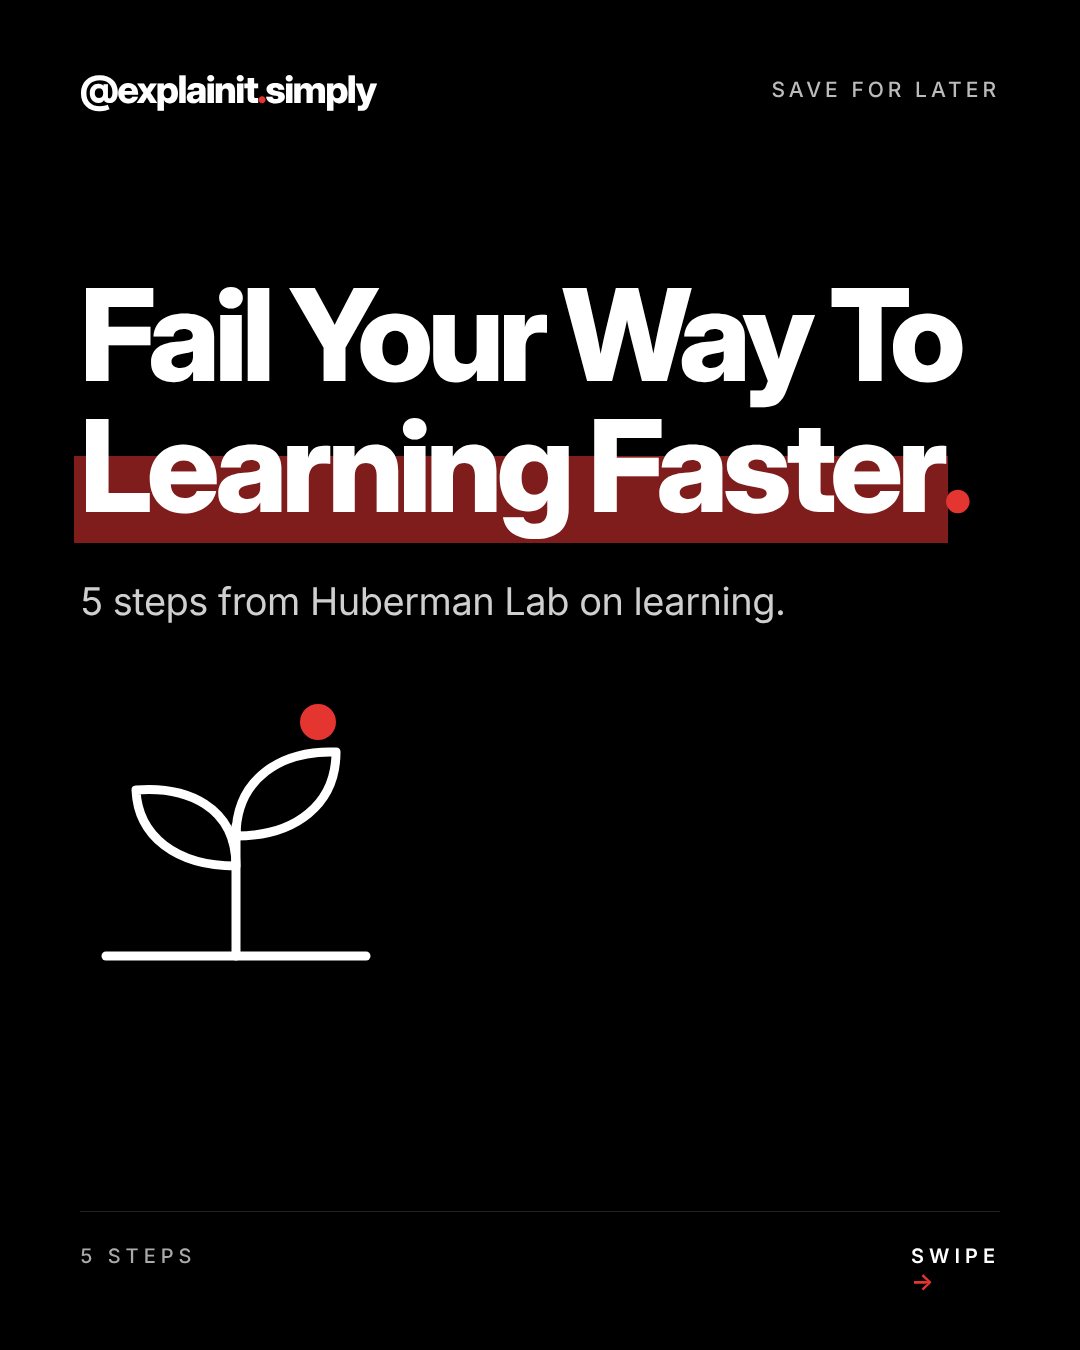 @explainit.simply
SAVE FOR LATER
Fail Your Way To
Learning Faster.
5 steps from Huberman Lab on learning.
5 STEPS
SWIPE
→